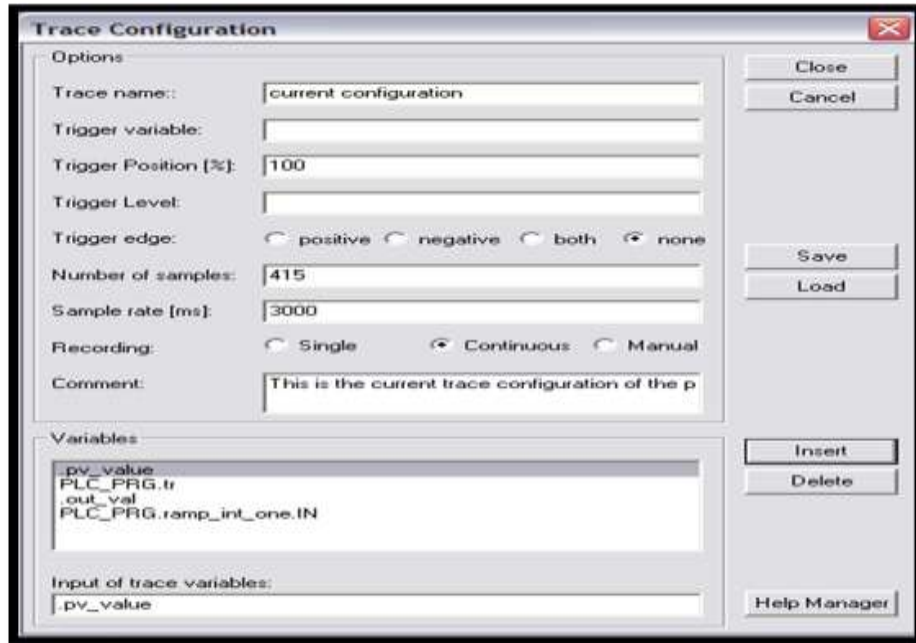 Trace Configuration
Options
Close
Trace name:: current configuration
Cancel
Trigger variable:
Trigger Position [%]: 100
Trigger Level:
Trigger edge: positive negative both none
Save
Number of samples: 415
Load
Sample rate [ms]: 3000
Recording: Single Continuous Manual
Comment: This is the current trace configuration of the p
Variables
Insert
.pv_value
Delete
PLC_PRG.tr
.out_val
PLC_PRG.ramp_int_one.IN
Input of trace variables:
.pv_value
Help Manager